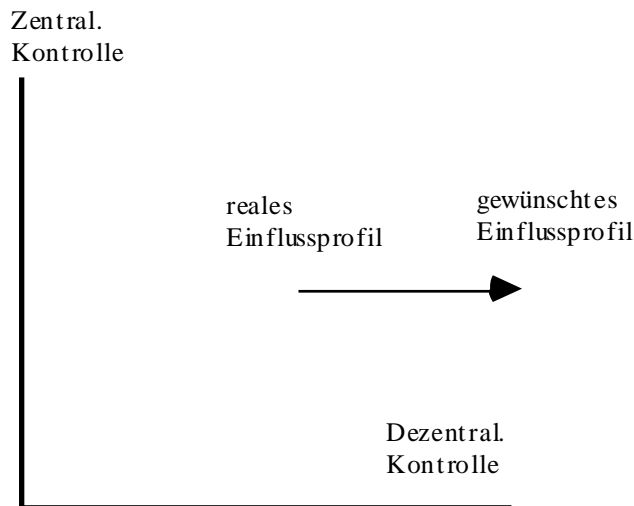 Zentral.
Kontrolle
reales
Einflussprofil
gewünschtes
Einflussprofil
Dezentral.
Kontrolle